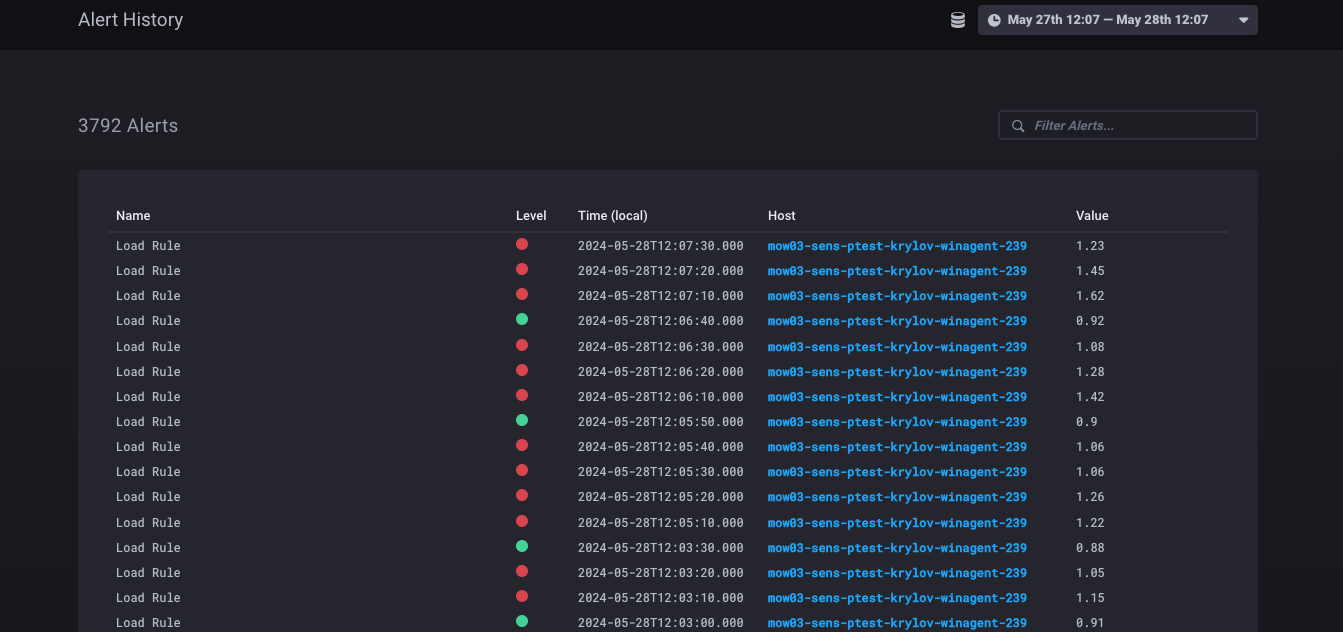 Alert History
May 27th 12:07 — May 28th 12:07
3792 Alerts
Filter Alerts...
Name Level Time (local) Host Value
Load Rule 2024-05-28T12:07:30.000 mow03-sens-ptest-krylov-winagent-239 1.23
Load Rule 2024-05-28T12:07:20.000 mow03-sens-ptest-krylov-winagent-239 1.45
Load Rule 2024-05-28T12:07:10.000 mow03-sens-ptest-krylov-winagent-239 1.62
Load Rule 2024-05-28T12:06:40.000 mow03-sens-ptest-krylov-winagent-239 0.92
Load Rule 2024-05-28T12:06:30.000 mow03-sens-ptest-krylov-winagent-239 1.08
Load Rule 2024-05-28T12:06:20.000 mow03-sens-ptest-krylov-winagent-239 1.28
Load Rule 2024-05-28T12:06:10.000 mow03-sens-ptest-krylov-winagent-239 1.42
Load Rule 2024-05-28T12:05:50.000 mow03-sens-ptest-krylov-winagent-239 0.9
Load Rule 2024-05-28T12:05:40.000 mow03-sens-ptest-krylov-winagent-239 1.06
Load Rule 2024-05-28T12:05:30.000 mow03-sens-ptest-krylov-winagent-239 1.06
Load Rule 2024-05-28T12:05:20.000 mow03-sens-ptest-krylov-winagent-239 1.26
Load Rule 2024-05-28T12:05:10.000 mow03-sens-ptest-krylov-winagent-239 1.22
Load Rule 2024-05-28T12:03:30.000 mow03-sens-ptest-krylov-winagent-239 0.88
Load Rule 2024-05-28T12:03:20.000 mow03-sens-ptest-krylov-winagent-239 1.05
Load Rule 2024-05-28T12:03:10.000 mow03-sens-ptest-krylov-winagent-239 1.15
Load Rule 2024-05-28T12:03:00.000 mow03-sens-ptest-krylov-winagent-239 0.91